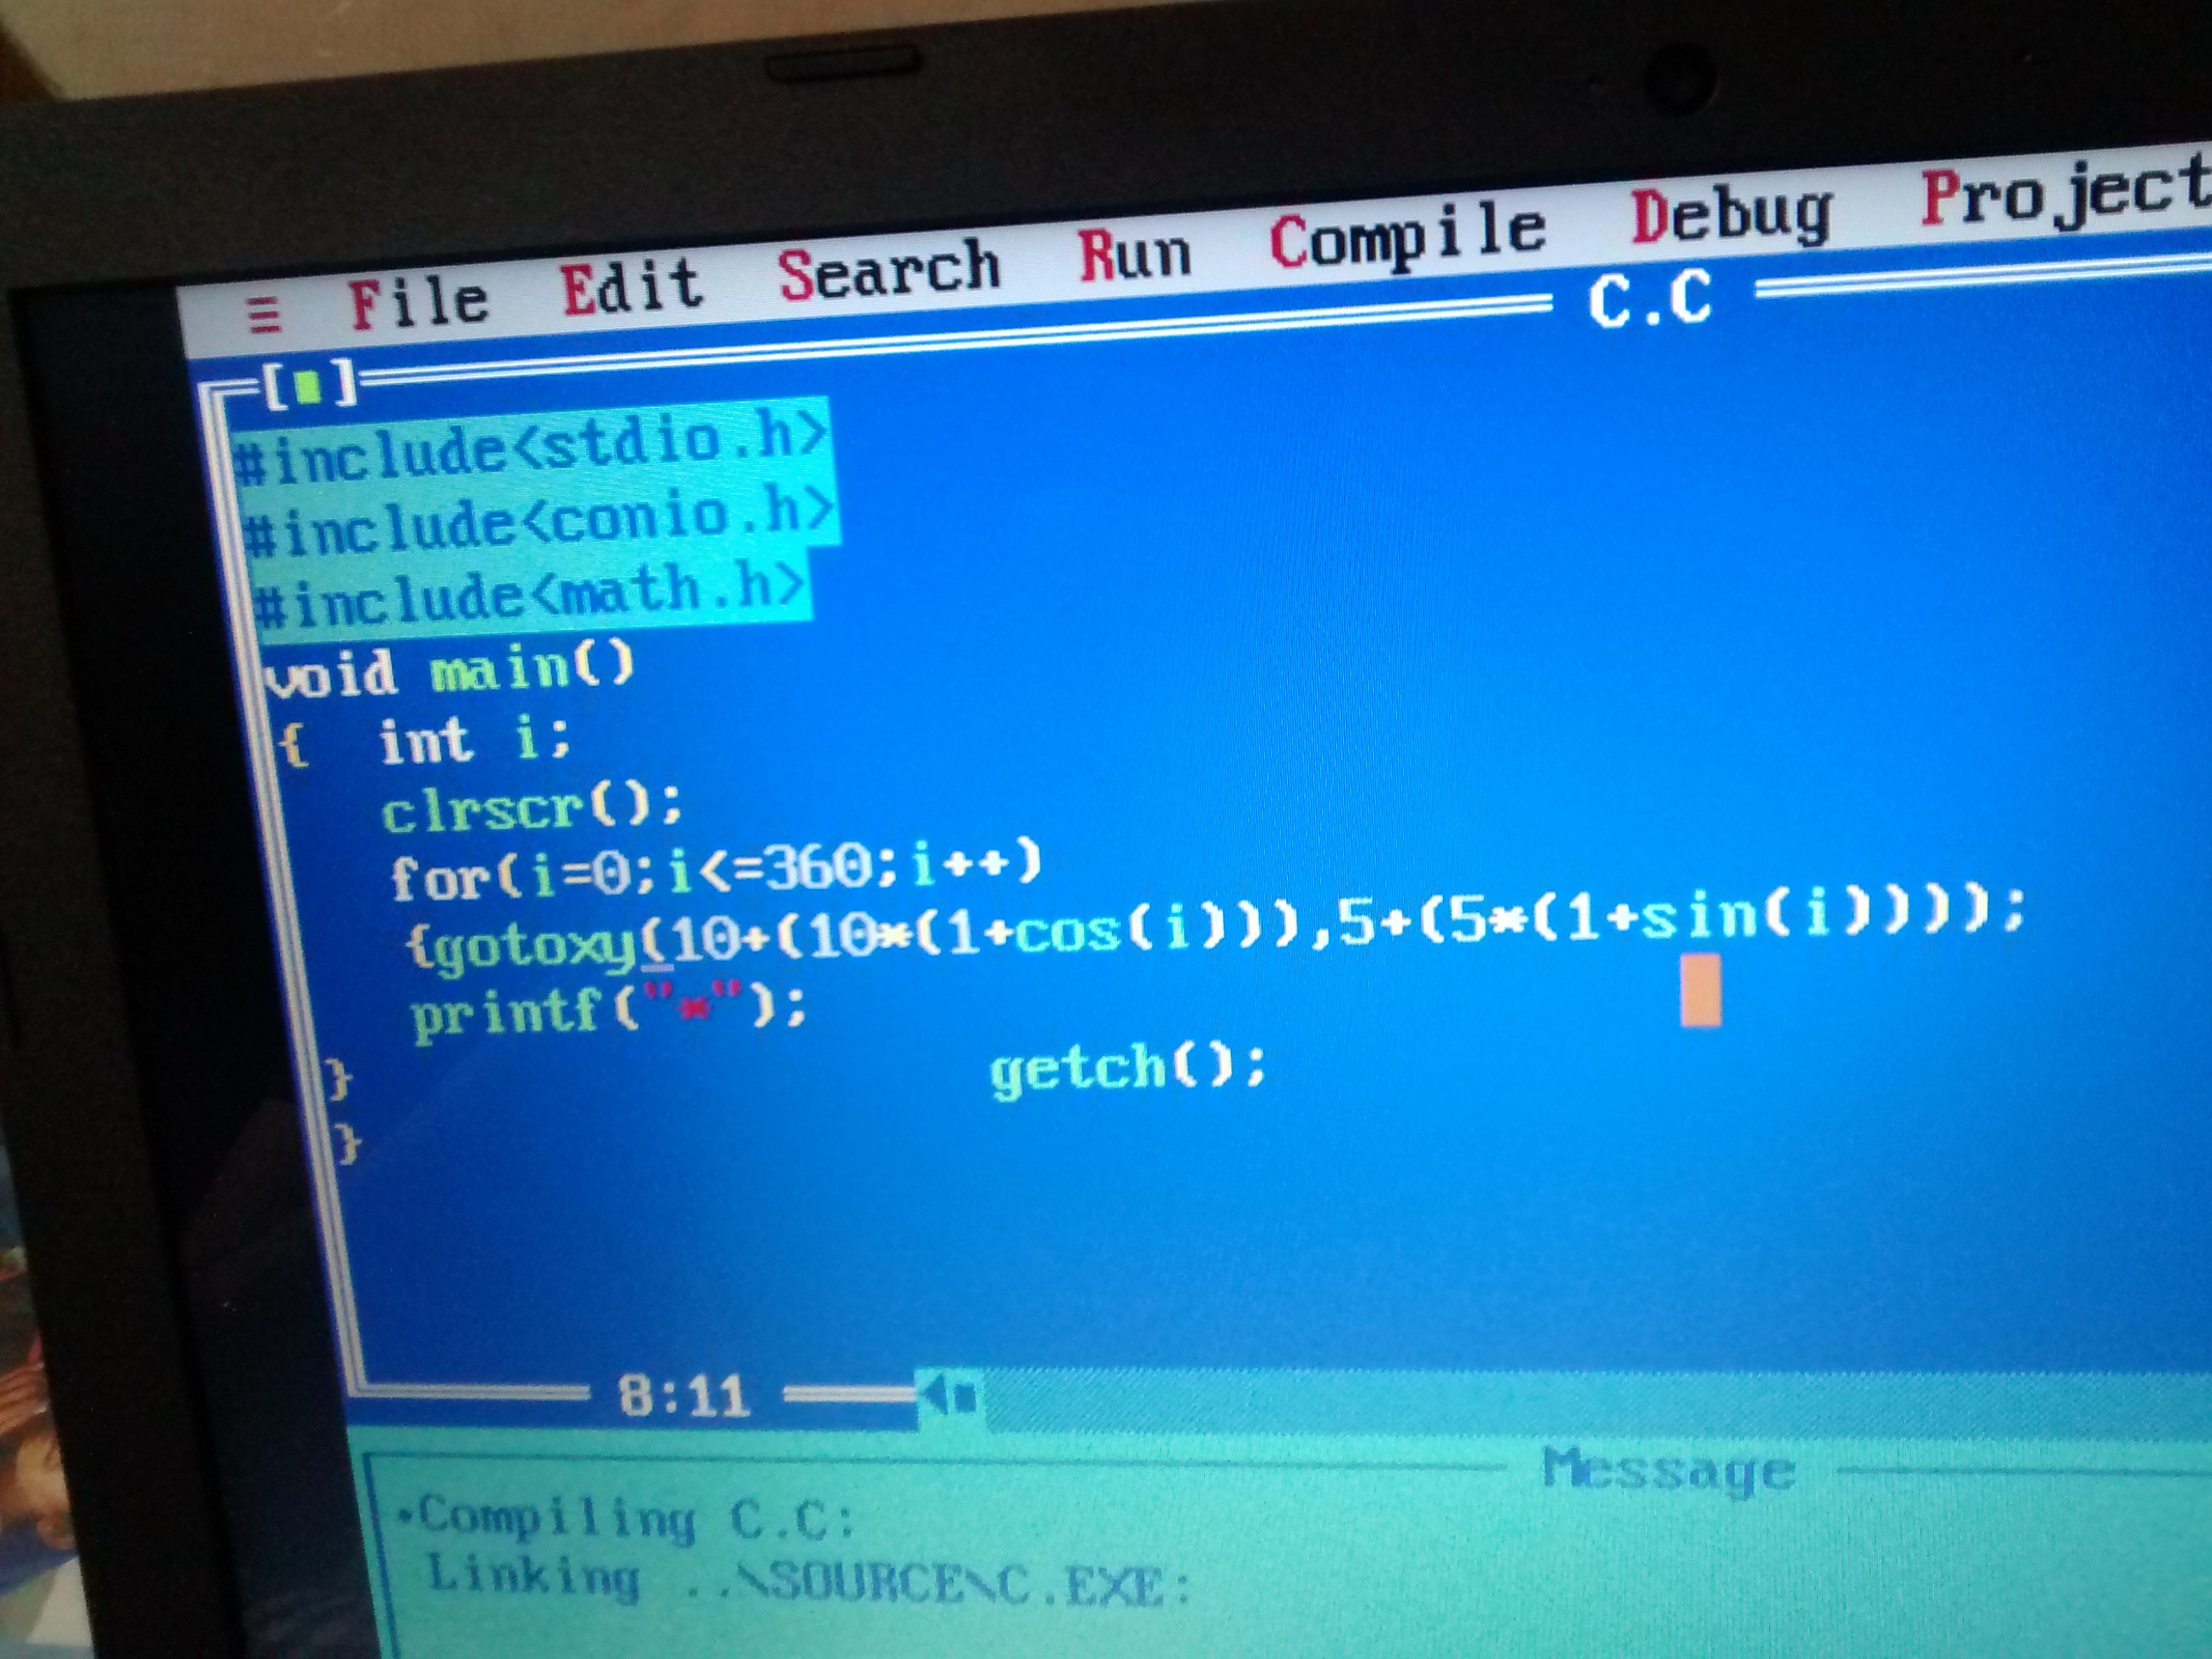 ≡ File Edit Search Run Compile Debug Project
[■] C.C
#include<stdio.h>
#include<conio.h>
#include<math.h>
void main()
{  int i;
   clrscr();
   for(i=0;i<=360;i++)
   {gotoxy(10+(10*(1+cos(i))),5+(5*(1+sin(i))));
   printf("*");
}                    getch();
}
8:11
Message
•Compiling C.C:
 Linking ..\SOURCE\C.EXE: